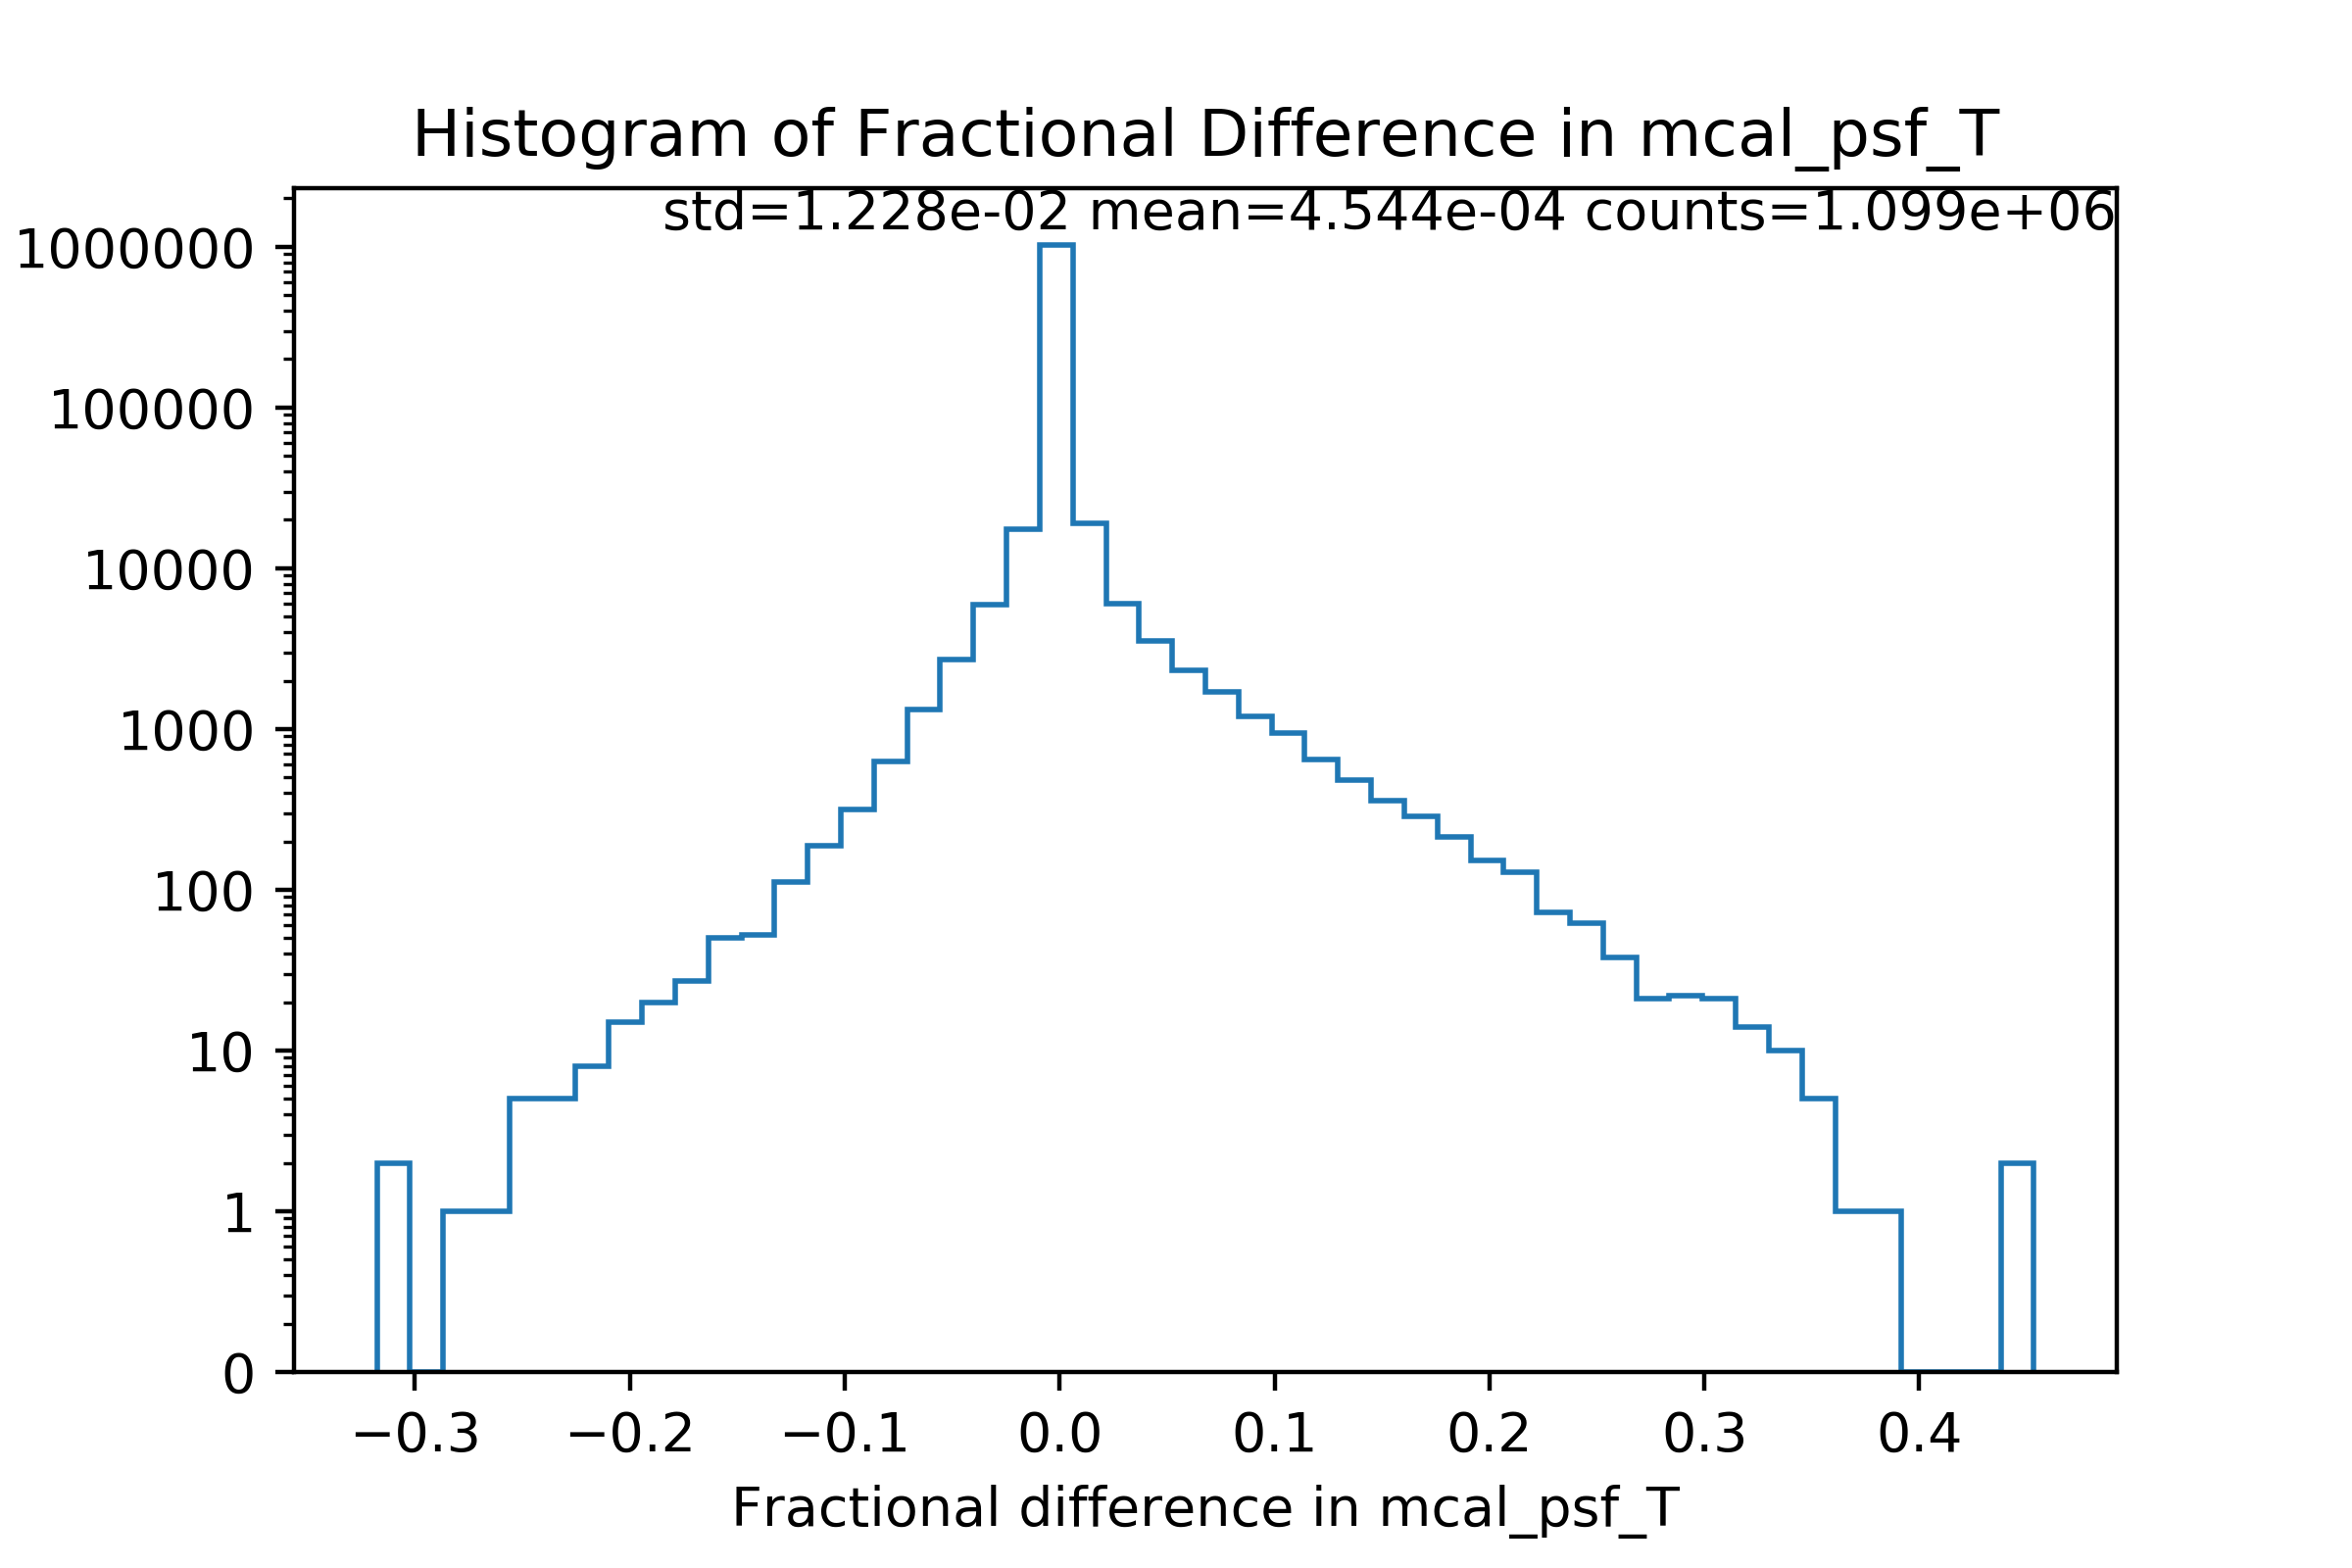 Histogram of Fractional Difference in mcal_psf_T
std=1.228e-02 mean=4.544e-04 counts=1.099e+06
1000000
100000
10000
1000
100
10
1
0
−0.3 −0.2 −0.1 0.0 0.1 0.2 0.3 0.4
Fractional difference in mcal_psf_T